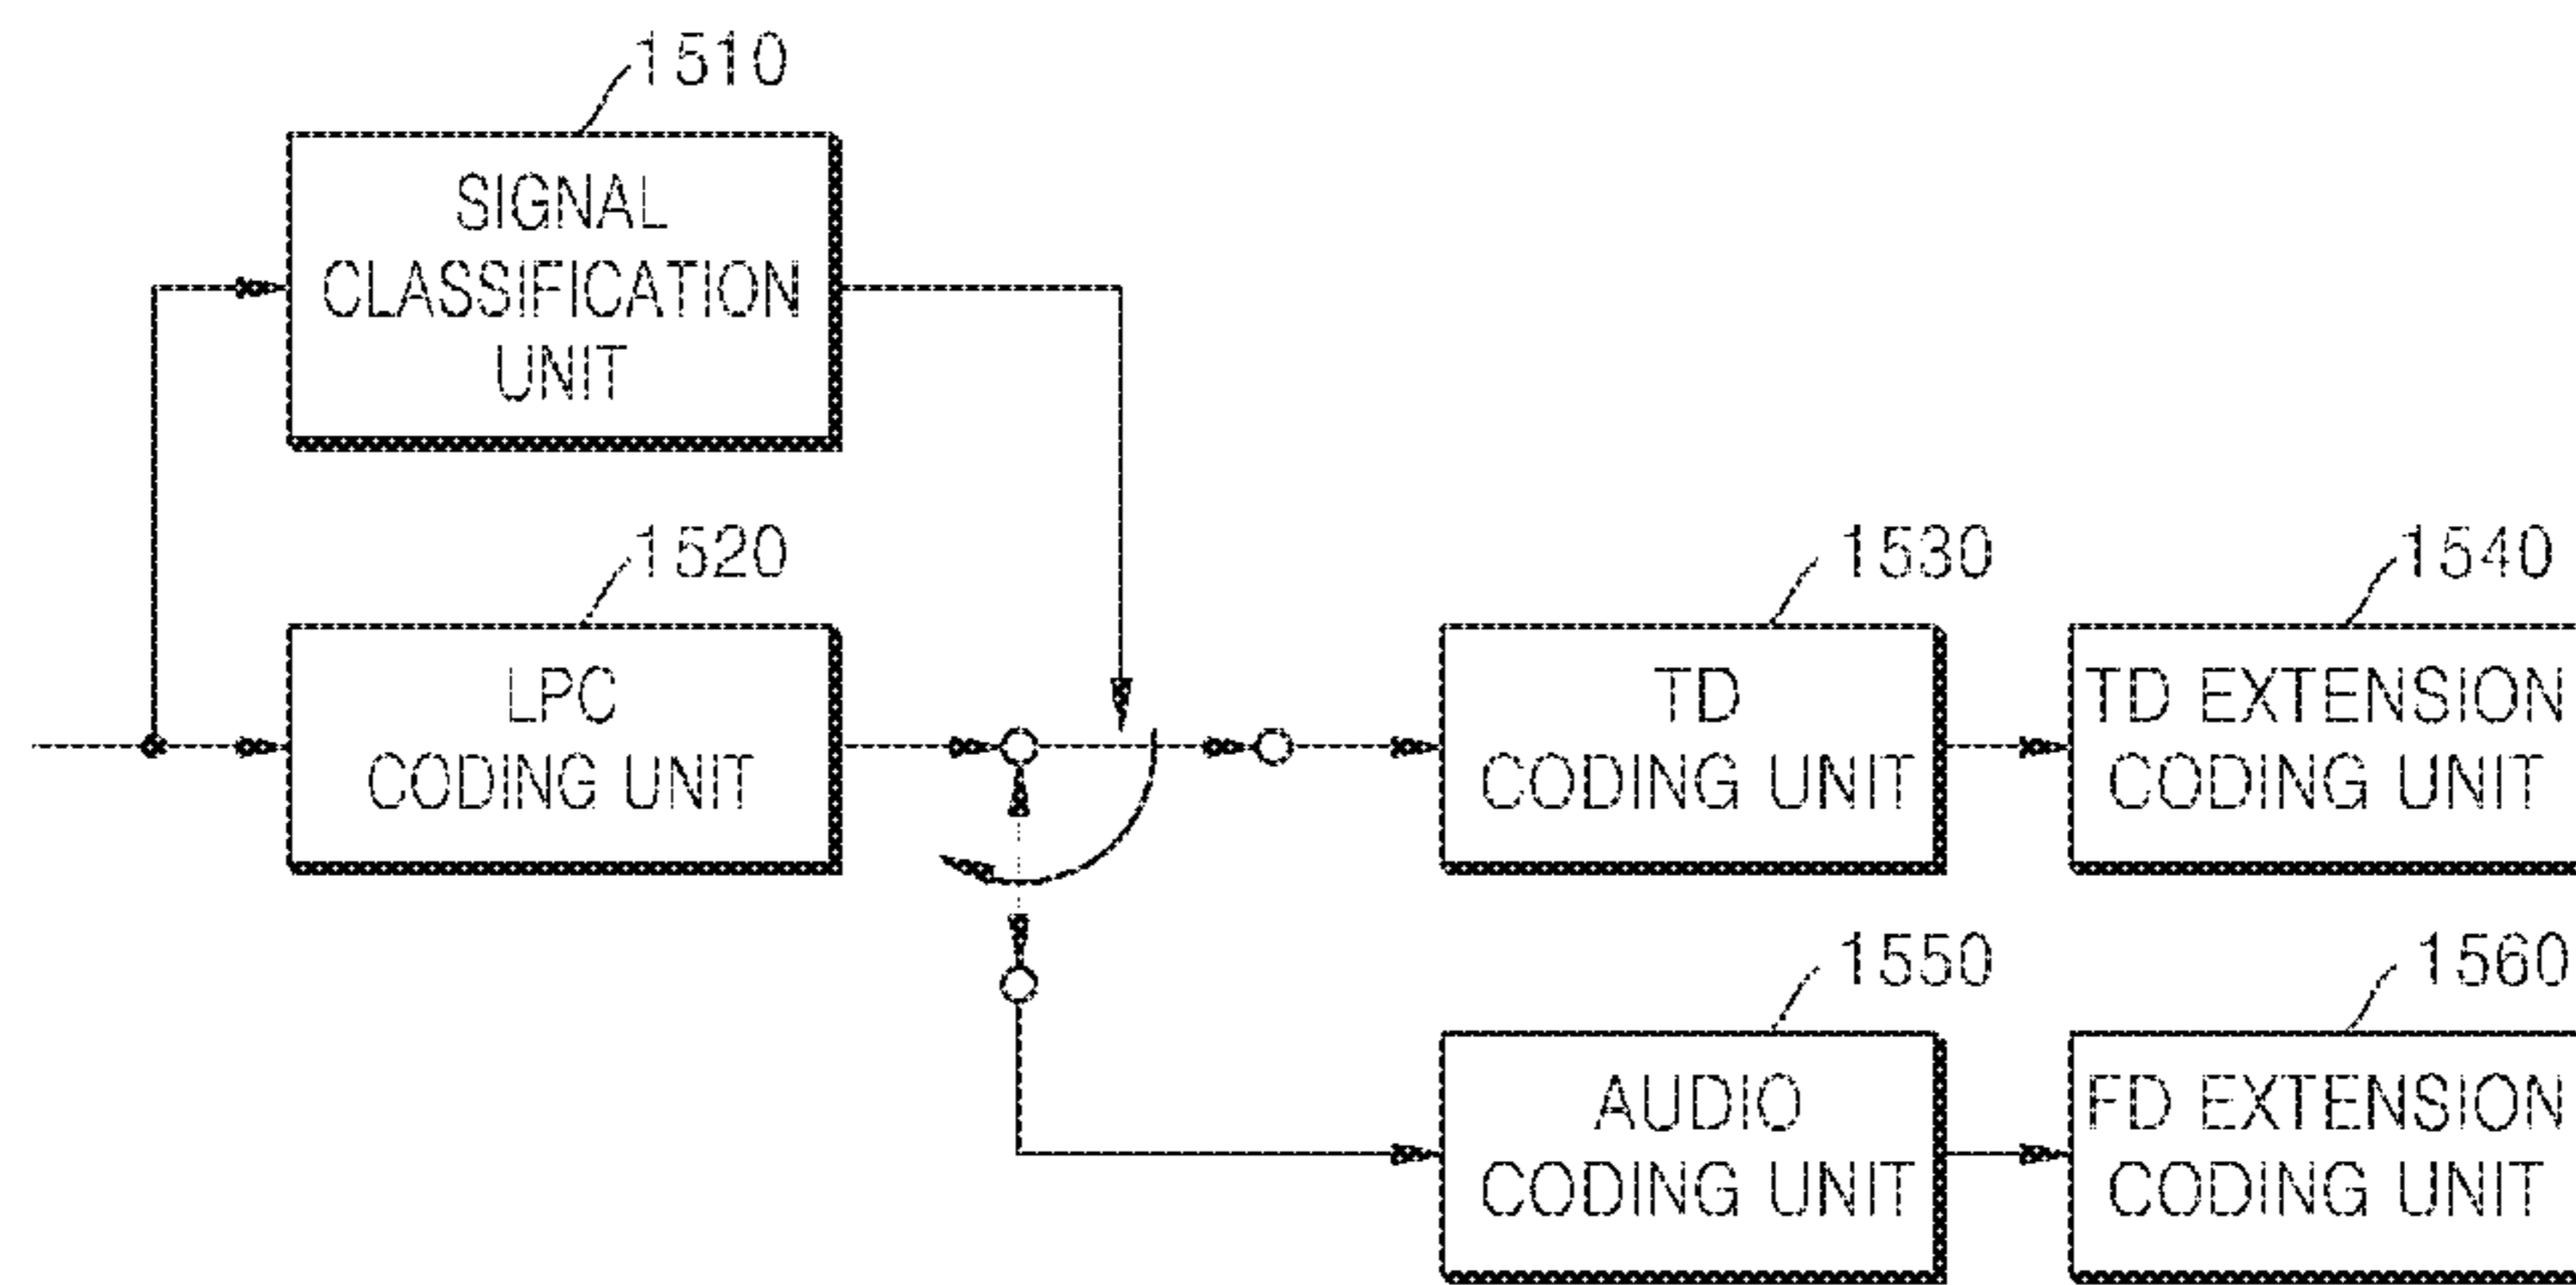 1510
SIGNAL
CLASSIFICATION
UNIT
1520
LPC
CODING UNIT
1530
TD
CODING UNIT
1540
TD EXTENSION
CODING UNIT
1550
AUDIO
CODING UNIT
1560
FD EXTENSION
CODING UNIT